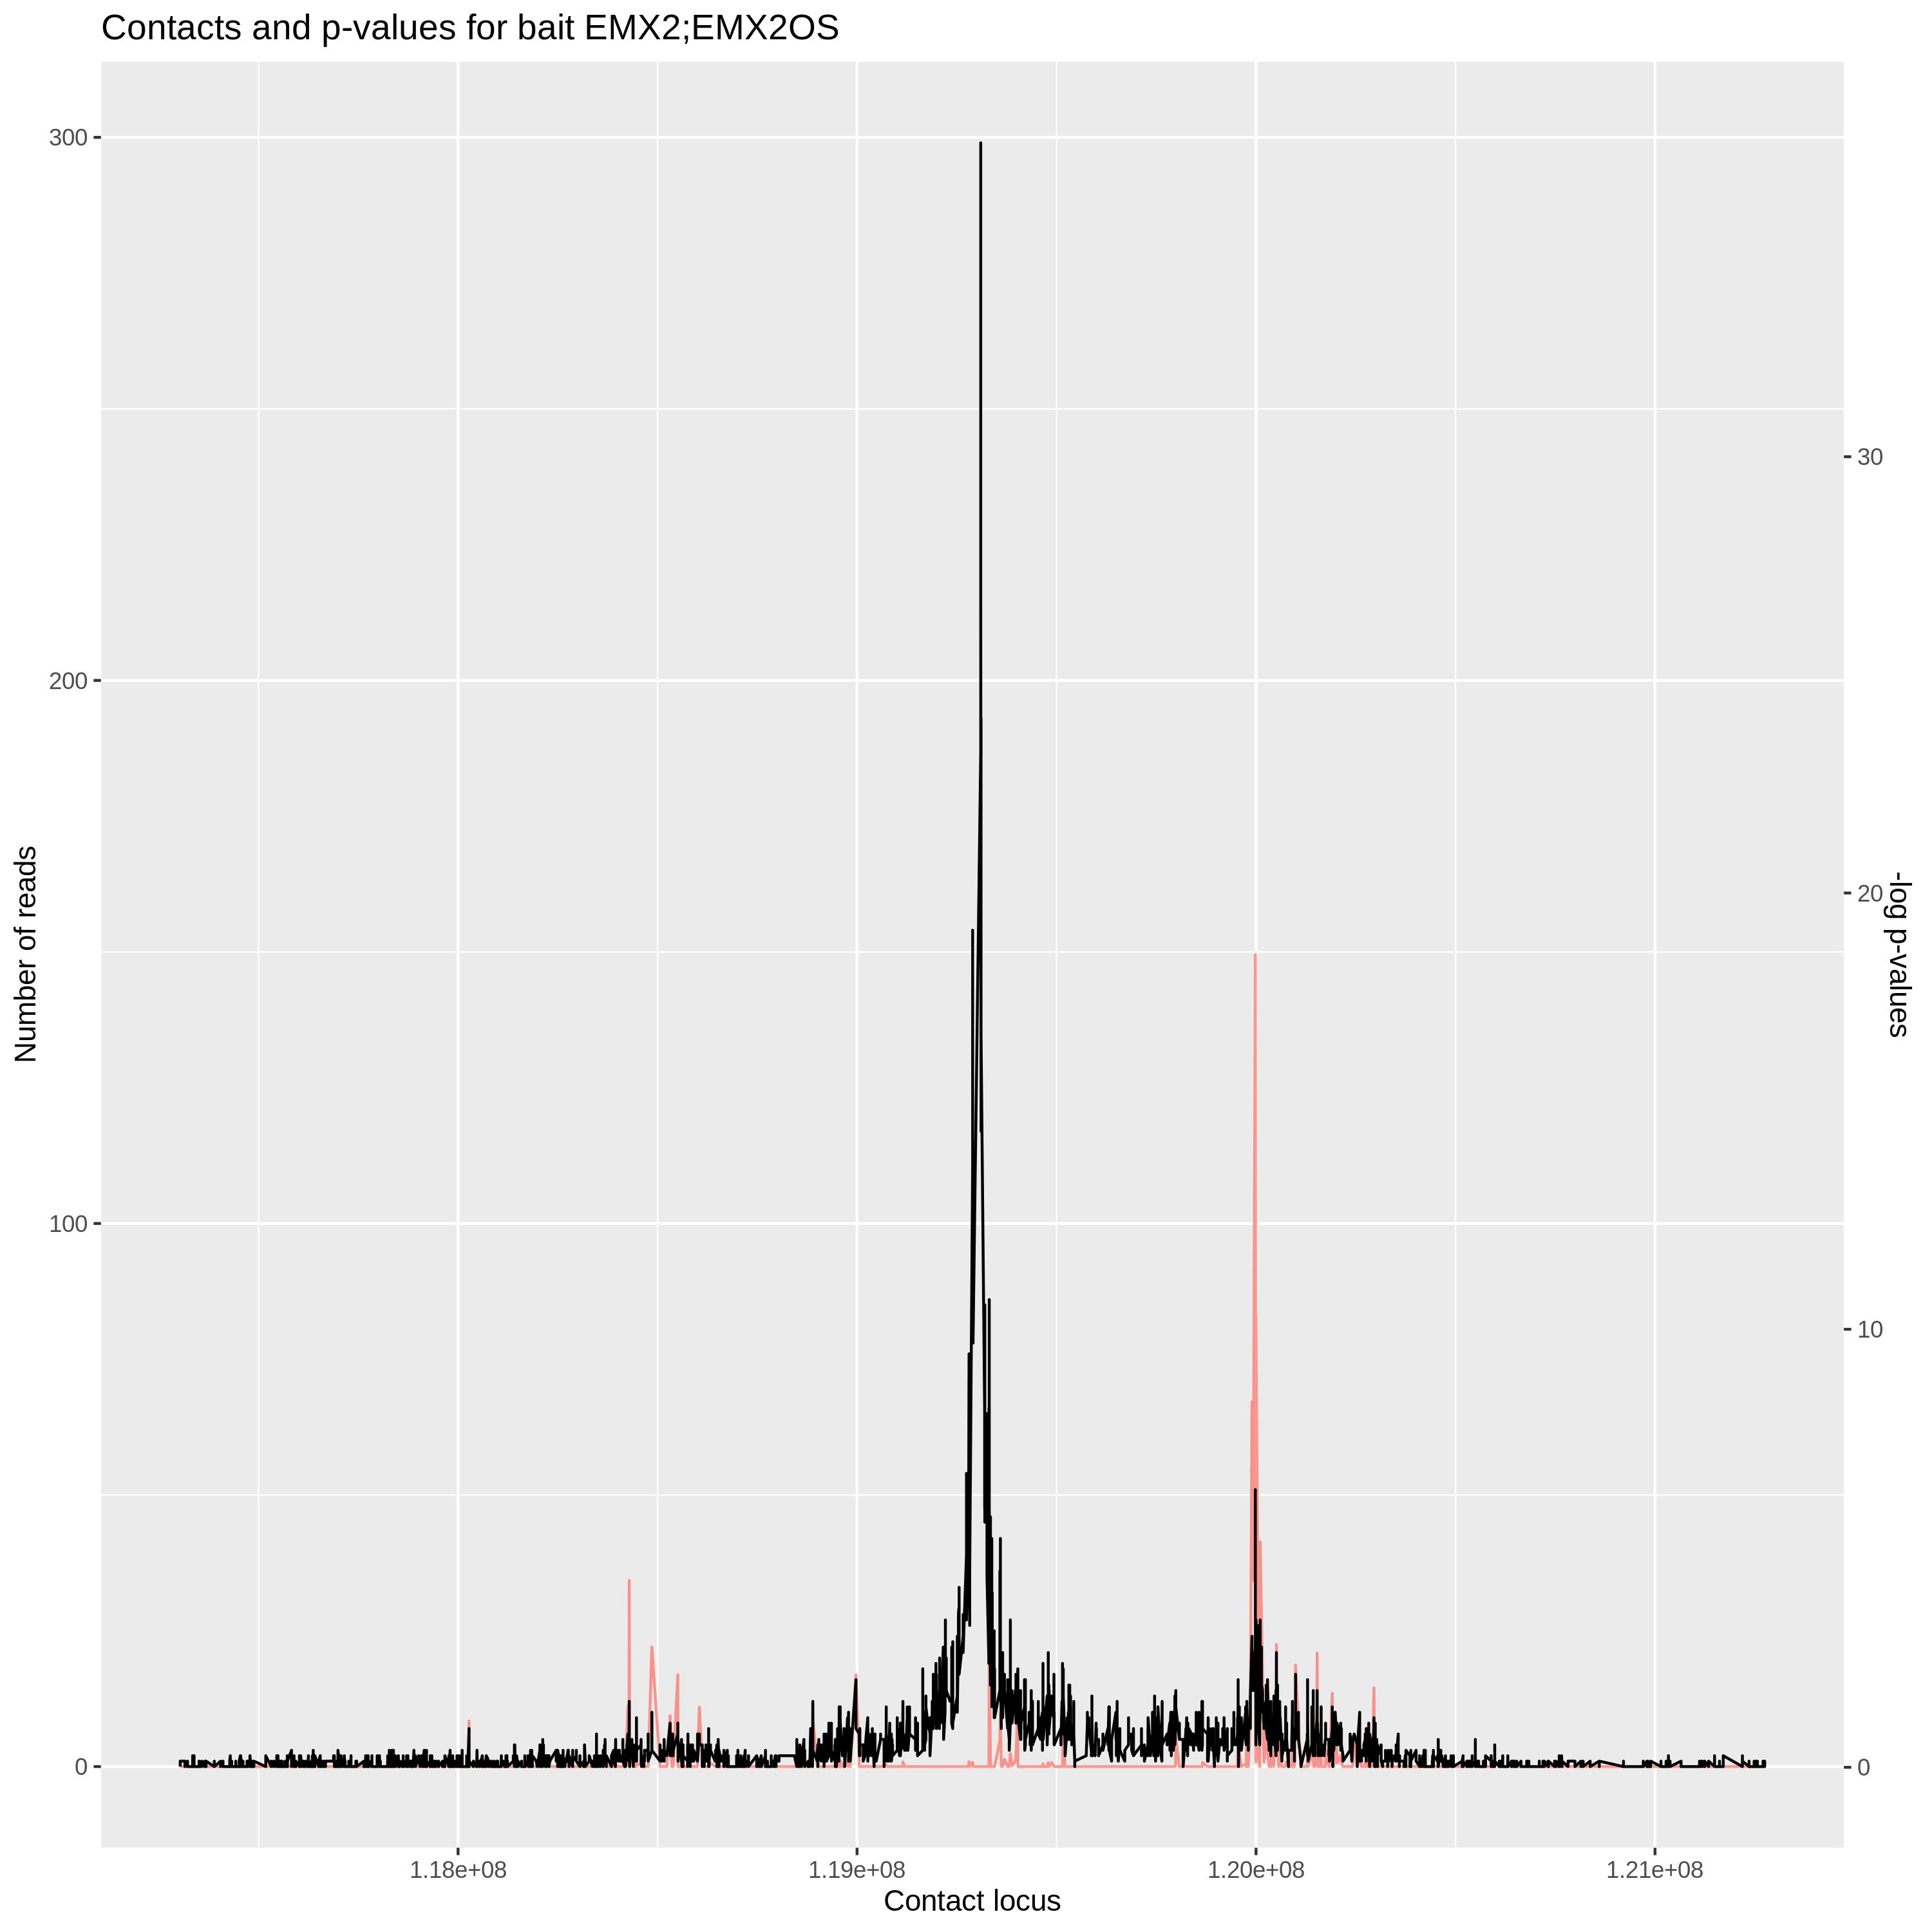 Contacts and p-values for bait EMX2;EMX2OS
300
200
100
0
Number of reads
30
20
10
0
-log p-values
1.18e+08
1.19e+08
1.20e+08
1.21e+08
Contact locus